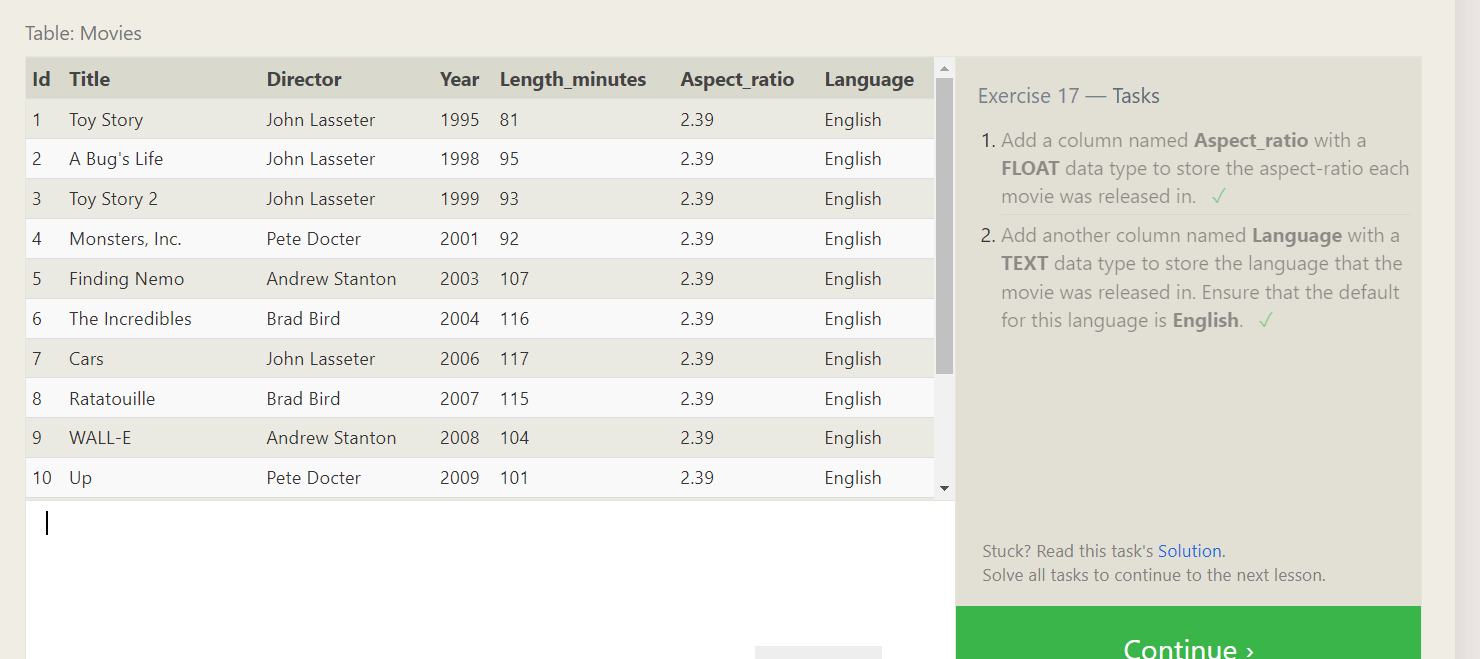 Table: Movies
Id Title Director Year Length_minutes Aspect_ratio Language
1 Toy Story John Lasseter 1995 81 2.39 English
2 A Bug's Life John Lasseter 1998 95 2.39 English
3 Toy Story 2 John Lasseter 1999 93 2.39 English
4 Monsters, Inc. Pete Docter 2001 92 2.39 English
5 Finding Nemo Andrew Stanton 2003 107 2.39 English
6 The Incredibles Brad Bird 2004 116 2.39 English
7 Cars John Lasseter 2006 117 2.39 English
8 Ratatouille Brad Bird 2007 115 2.39 English
9 WALL-E Andrew Stanton 2008 104 2.39 English
10 Up Pete Docter 2009 101 2.39 English
Exercise 17 — Tasks
1. Add a column named Aspect_ratio with a
FLOAT data type to store the aspect-ratio each
movie was released in. ✓
2. Add another column named Language with a
TEXT data type to store the language that the
movie was released in. Ensure that the default
for this language is English. ✓
Stuck? Read this task's Solution.
Solve all tasks to continue to the next lesson.
Continue ›